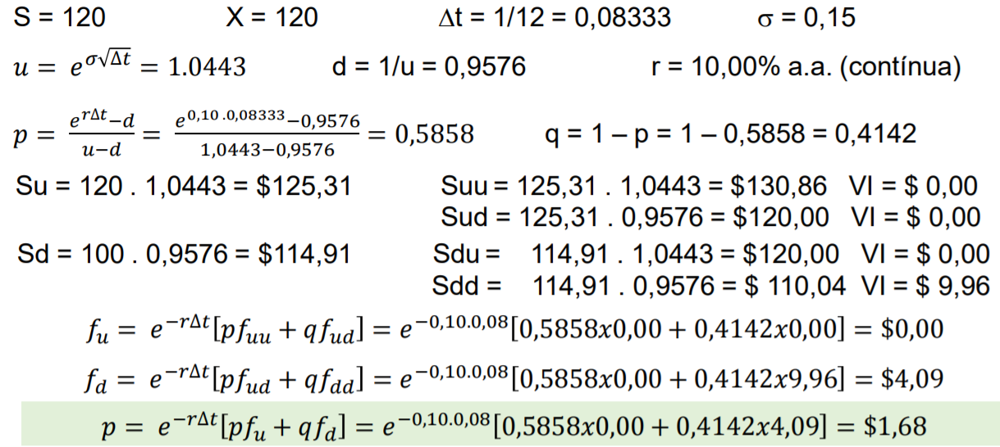 S = 120 X = 120 Δt = 1/12 = 0,08333 σ = 0,15
u = e^{σ√Δt} = 1.0443 d = 1/u = 0,9576 r = 10,00% a.a. (contínua)
p = \frac{e^{rΔt}−d}{u−d} = \frac{e^{0,10 .0,08333}−0,9576}{1,0443−0,9576} = 0,5858 q = 1 – p = 1 – 0,5858 = 0,4142
Su = 120 . 1,0443 = $125,31 Suu = 125,31 . 1,0443 = $130,86 VI = $ 0,00
Sud = 125,31 . 0,9576 = $120,00 VI = $ 0,00
Sd = 100 . 0,9576 = $114,91 Sdu = 114,91 . 1,0443 = $120,00 VI = $ 0,00
Sdd = 114,91 . 0,9576 = $ 110,04 VI = $ 9,96
f_u = e^{−rΔt}[pf_{uu} + qf_{ud}] = e^{−0,10.0,08}[0,5858x0,00 + 0,4142x0,00] = $0,00
f_d = e^{−rΔt}[pf_{ud} + qf_{dd}] = e^{−0,10.0,08}[0,5858x0,00 + 0,4142x9,96] = $4,09
p = e^{−rΔt}[pf_u + qf_d] = e^{−0,10.0,08}[0,5858x0,00 + 0,4142x4,09] = $1,68